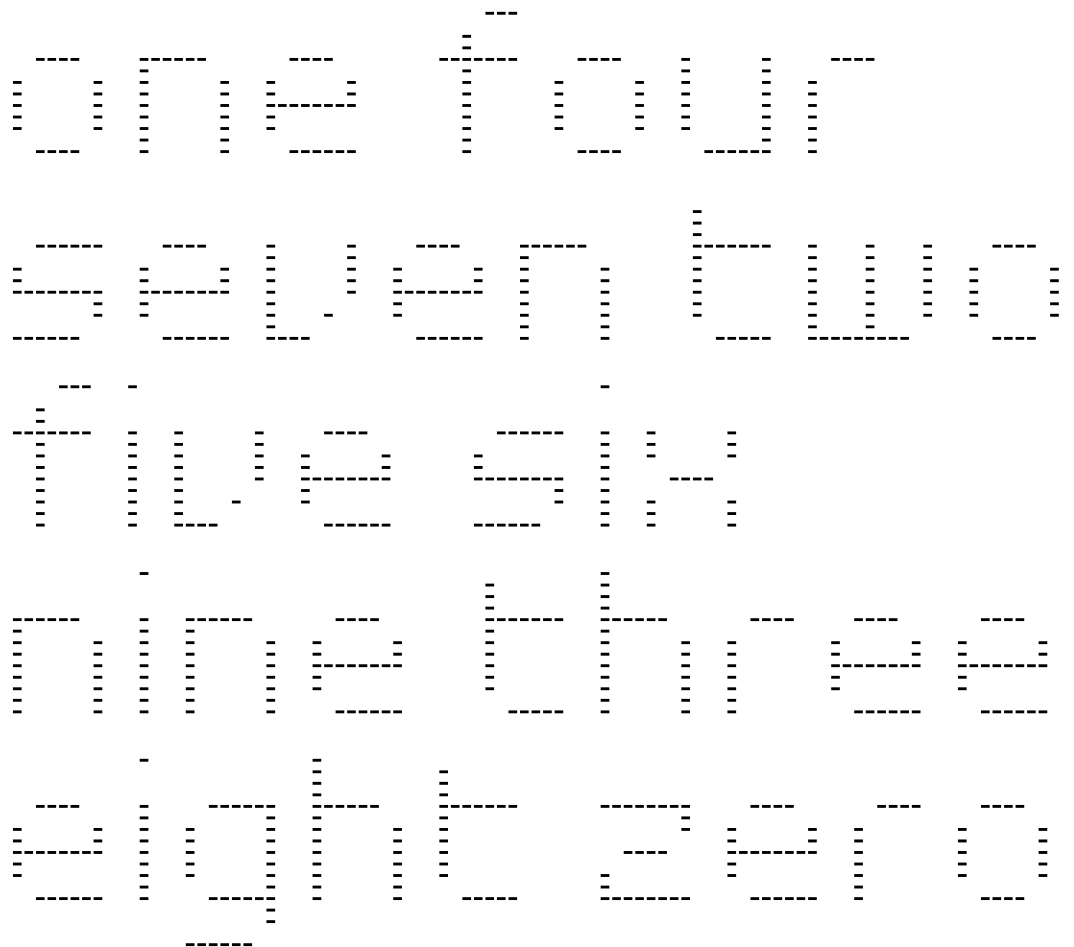 one four
seven two
five six
nine three
eight zero